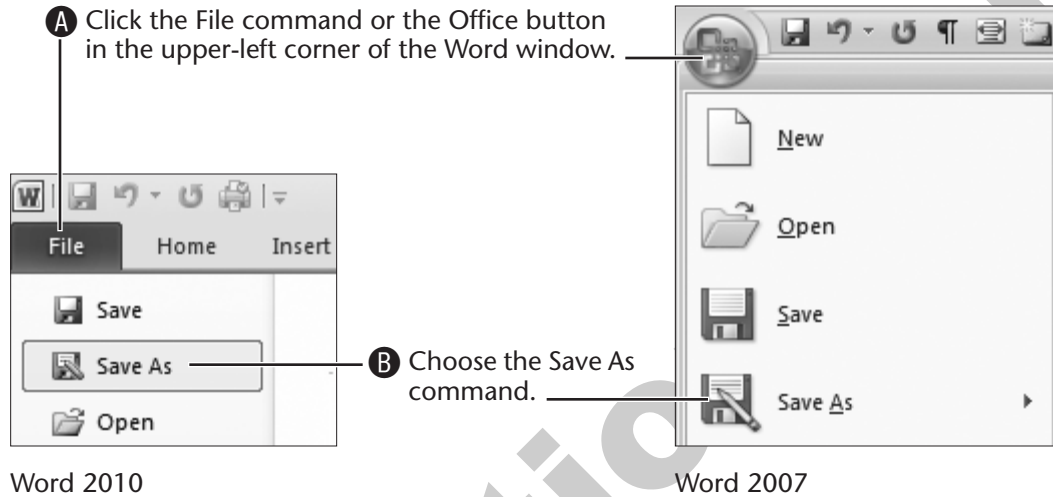 A Click the File command or the Office button
in the upper-left corner of the Word window.
W
File Home Insert
Save
Save As
Open
B Choose the Save As
command.
Word 2010
New
Open
Save
Save As
Word 2007